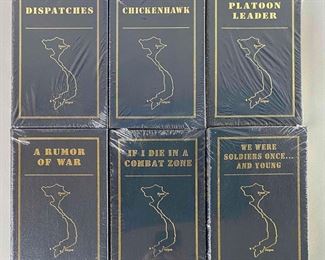 DISPATCHES
CHICKENHAWK
PLATOON
LEADER
A RUMOR
OF WAR
IF I DIE IN A
COMBAT ZONE
WE WERE
SOLDIERS ONCE...
AND YOUNG